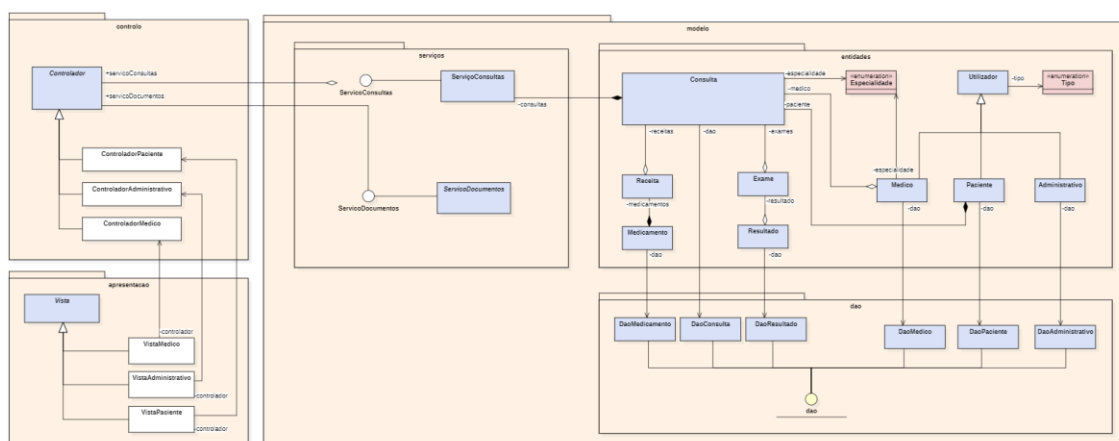 controlo
Controlador
+servicoConsultas
+servicoDocumentos
ControladorPaciente
ControladorAdministrativo
ControladorMedico
apresentacao
Vista
-controlador
VistaMedico
VistaAdministrativo
-controlador
VistaPaciente
-controlador
modelo
serviços
ServicoConsultas
ServiçoConsultas
-consultas
ServicoDocumentos
ServicoDocumentos
entidades
Consulta
-especialidade
-medico
-paciente
«enumeration»
Especialidade
Utilizador
-tipo
«enumeration»
Tipo
-receitas
-dao
-exames
-especialidade
Receita
Exame
Medico
Paciente
Administrativo
-medicamentos
-resultado
-dao
-dao
-dao
Medicamento
Resultado
-dao
-dao
dao
DaoMedicamento
DaoConsulta
DaoResultado
DaoMedico
DaoPaciente
DaoAdministrativo
dao